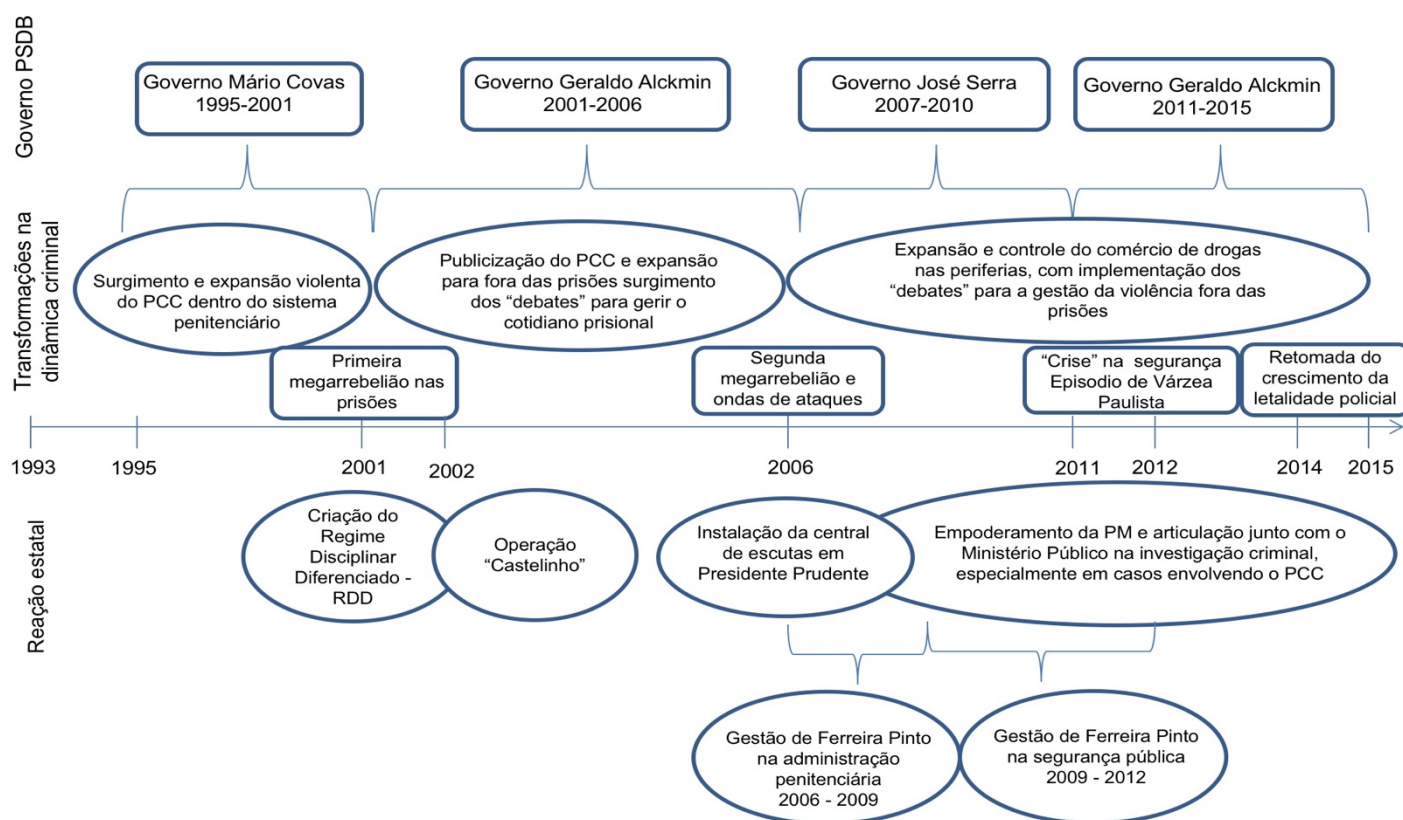 Governo PSDB
Governo Mário Covas
1995-2001
Governo Geraldo Alckmin
2001-2006
Governo José Serra
2007-2010
Governo Geraldo Alckmin
2011-2015
Transformações na
dinâmica criminal
Surgimento e expansão violenta
do PCC dentro do sistema
penitenciário
Publicização do PCC e expansão
para fora das prisões surgimento
dos “debates” para gerir o
cotidiano prisional
Expansão e controle do comércio de drogas
nas periferias, com implementação dos
“debates” para a gestão da violência fora das
prisões
Primeira
megarrebelião nas
prisões
Segunda
megarrebelião e
ondas de ataques
“Crise” na segurança
Episodio de Várzea
Paulista
Retomada do
crescimento da
letalidade policial
1993
1995
2001
2002
2006
2011
2012
2014
2015
Reação estatal
Criação do
Regime
Disciplinar
Diferenciado -
RDD
Operação
“Castelinho”
Instalação da central
de escutas em
Presidente Prudente
Empoderamento da PM e articulação junto com o
Ministério Público na investigação criminal,
especialmente em casos envolvendo o PCC
Gestão de Ferreira Pinto
na administração
penitenciária
2006 - 2009
Gestão de Ferreira Pinto
na segurança pública
2009 - 2012